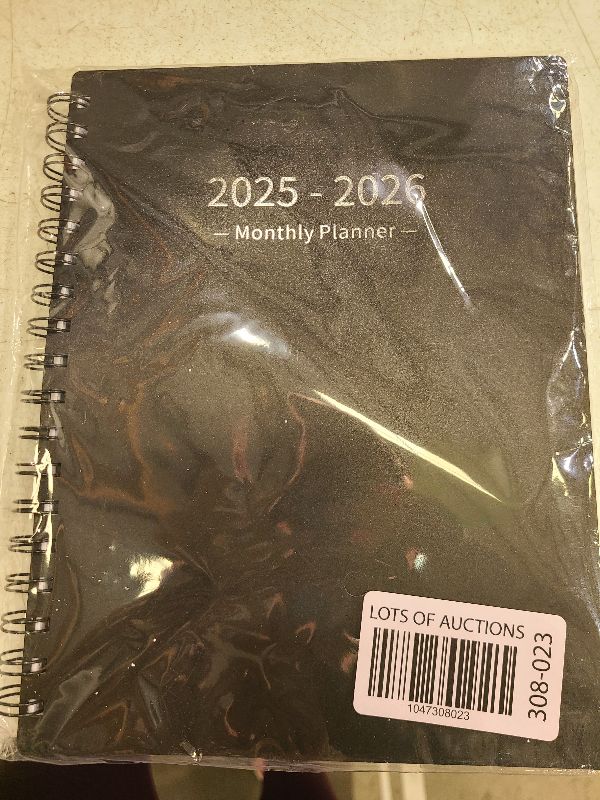 2025 - 2026
— Monthly Planner —
LOTS OF AUCTIONS
1047308023
308-023